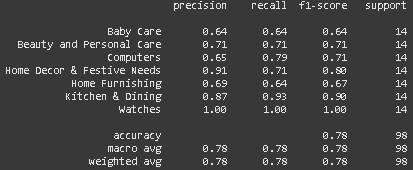 precision recall f1-score support
Baby Care 0.64 0.64 0.64 14
Beauty and Personal Care 0.71 0.71 0.71 14
Computers 0.65 0.79 0.71 14
Home Decor & Festive Needs 0.91 0.71 0.80 14
Home Furnishing 0.69 0.64 0.67 14
Kitchen & Dining 0.87 0.93 0.90 14
Watches 1.00 1.00 1.00 14
accuracy 0.78 98
macro avg 0.78 0.78 0.78 98
weighted avg 0.78 0.78 0.78 98